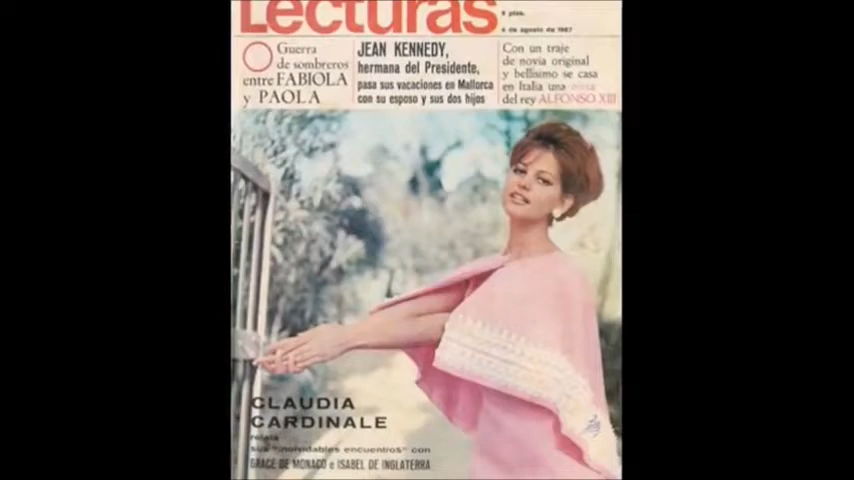 Lecturas
8 ptas.
4 de agosto de 1967
Guerra
de sombreros
entre FABIOLA
y PAOLA
JEAN KENNEDY,
hermana del Presidente,
pasa sus vacaciones en Mallorca
con su esposo y sus dos hijos
Con un traje
de novia original
y bellísimo se casa
en Italia una
del rey ALFONSO XIII
CLAUDIA
CARDINALE
relata
sus "inolvidables encuentros" con
GRACE DE MONACO e ISABEL DE INGLATERRA